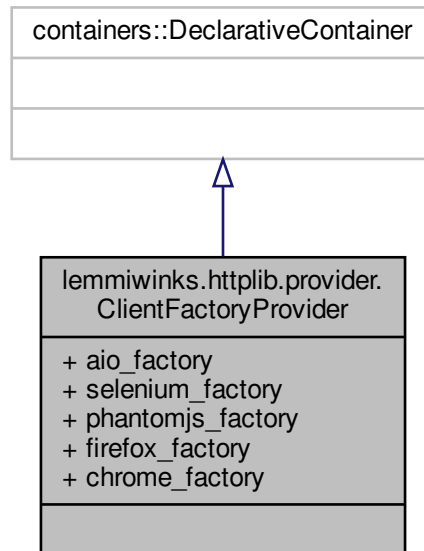 containers::DeclarativeContainer
lemmiwinks.httplib.provider.
ClientFactoryProvider
+ aio_factory
+ selenium_factory
+ phantomjs_factory
+ firefox_factory
+ chrome_factory